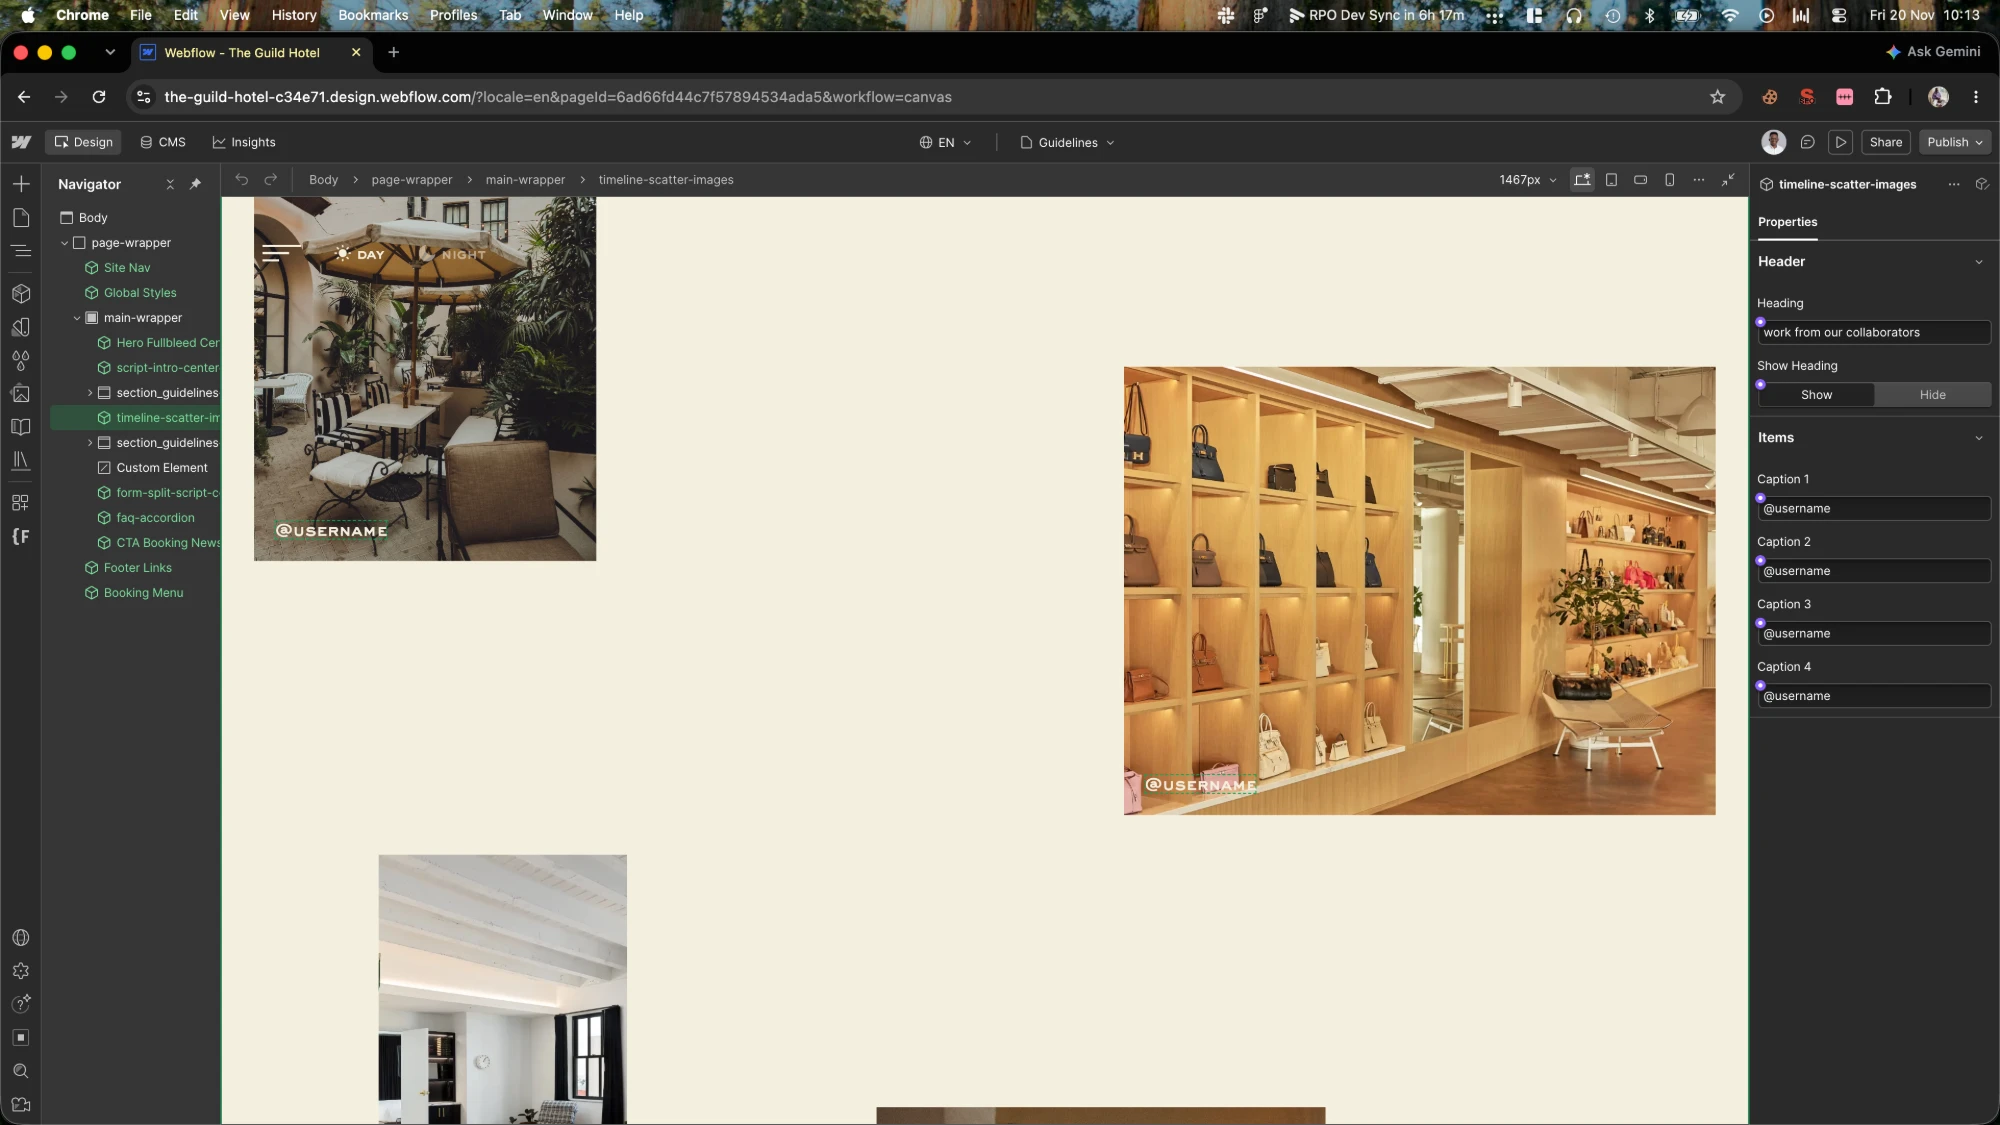 Chrome File Edit View History Bookmarks Profiles Tab Window Help
RPO Dev Sync in 6h 17m
Fri 20 Nov 10:13
Webflow - The Guild Hotel
Ask Gemini
the-guild-hotel-c34e71.design.webflow.com/?locale=en&pageId=6ad66fd44c7f57894534ada5&workflow=canvas
Design
CMS
Insights
EN
Guidelines
Share
Publish
Navigator
Body
page-wrapper
Site Nav
Global Styles
main-wrapper
Hero Fullbleed Cer
script-intro-center
section_guidelines
timeline-scatter-im
section_guidelines
Custom Element
form-split-script-c
faq-accordion
CTA Booking News
Footer Links
Booking Menu
Body > page-wrapper > main-wrapper > timeline-scatter-images
1467px
DAY
NIGHT
@USERNAME
@USERNAME
timeline-scatter-images
Properties
Header
Heading
work from our collaborators
Show Heading
Show
Hide
Items
Caption 1
@username
Caption 2
@username
Caption 3
@username
Caption 4
@username